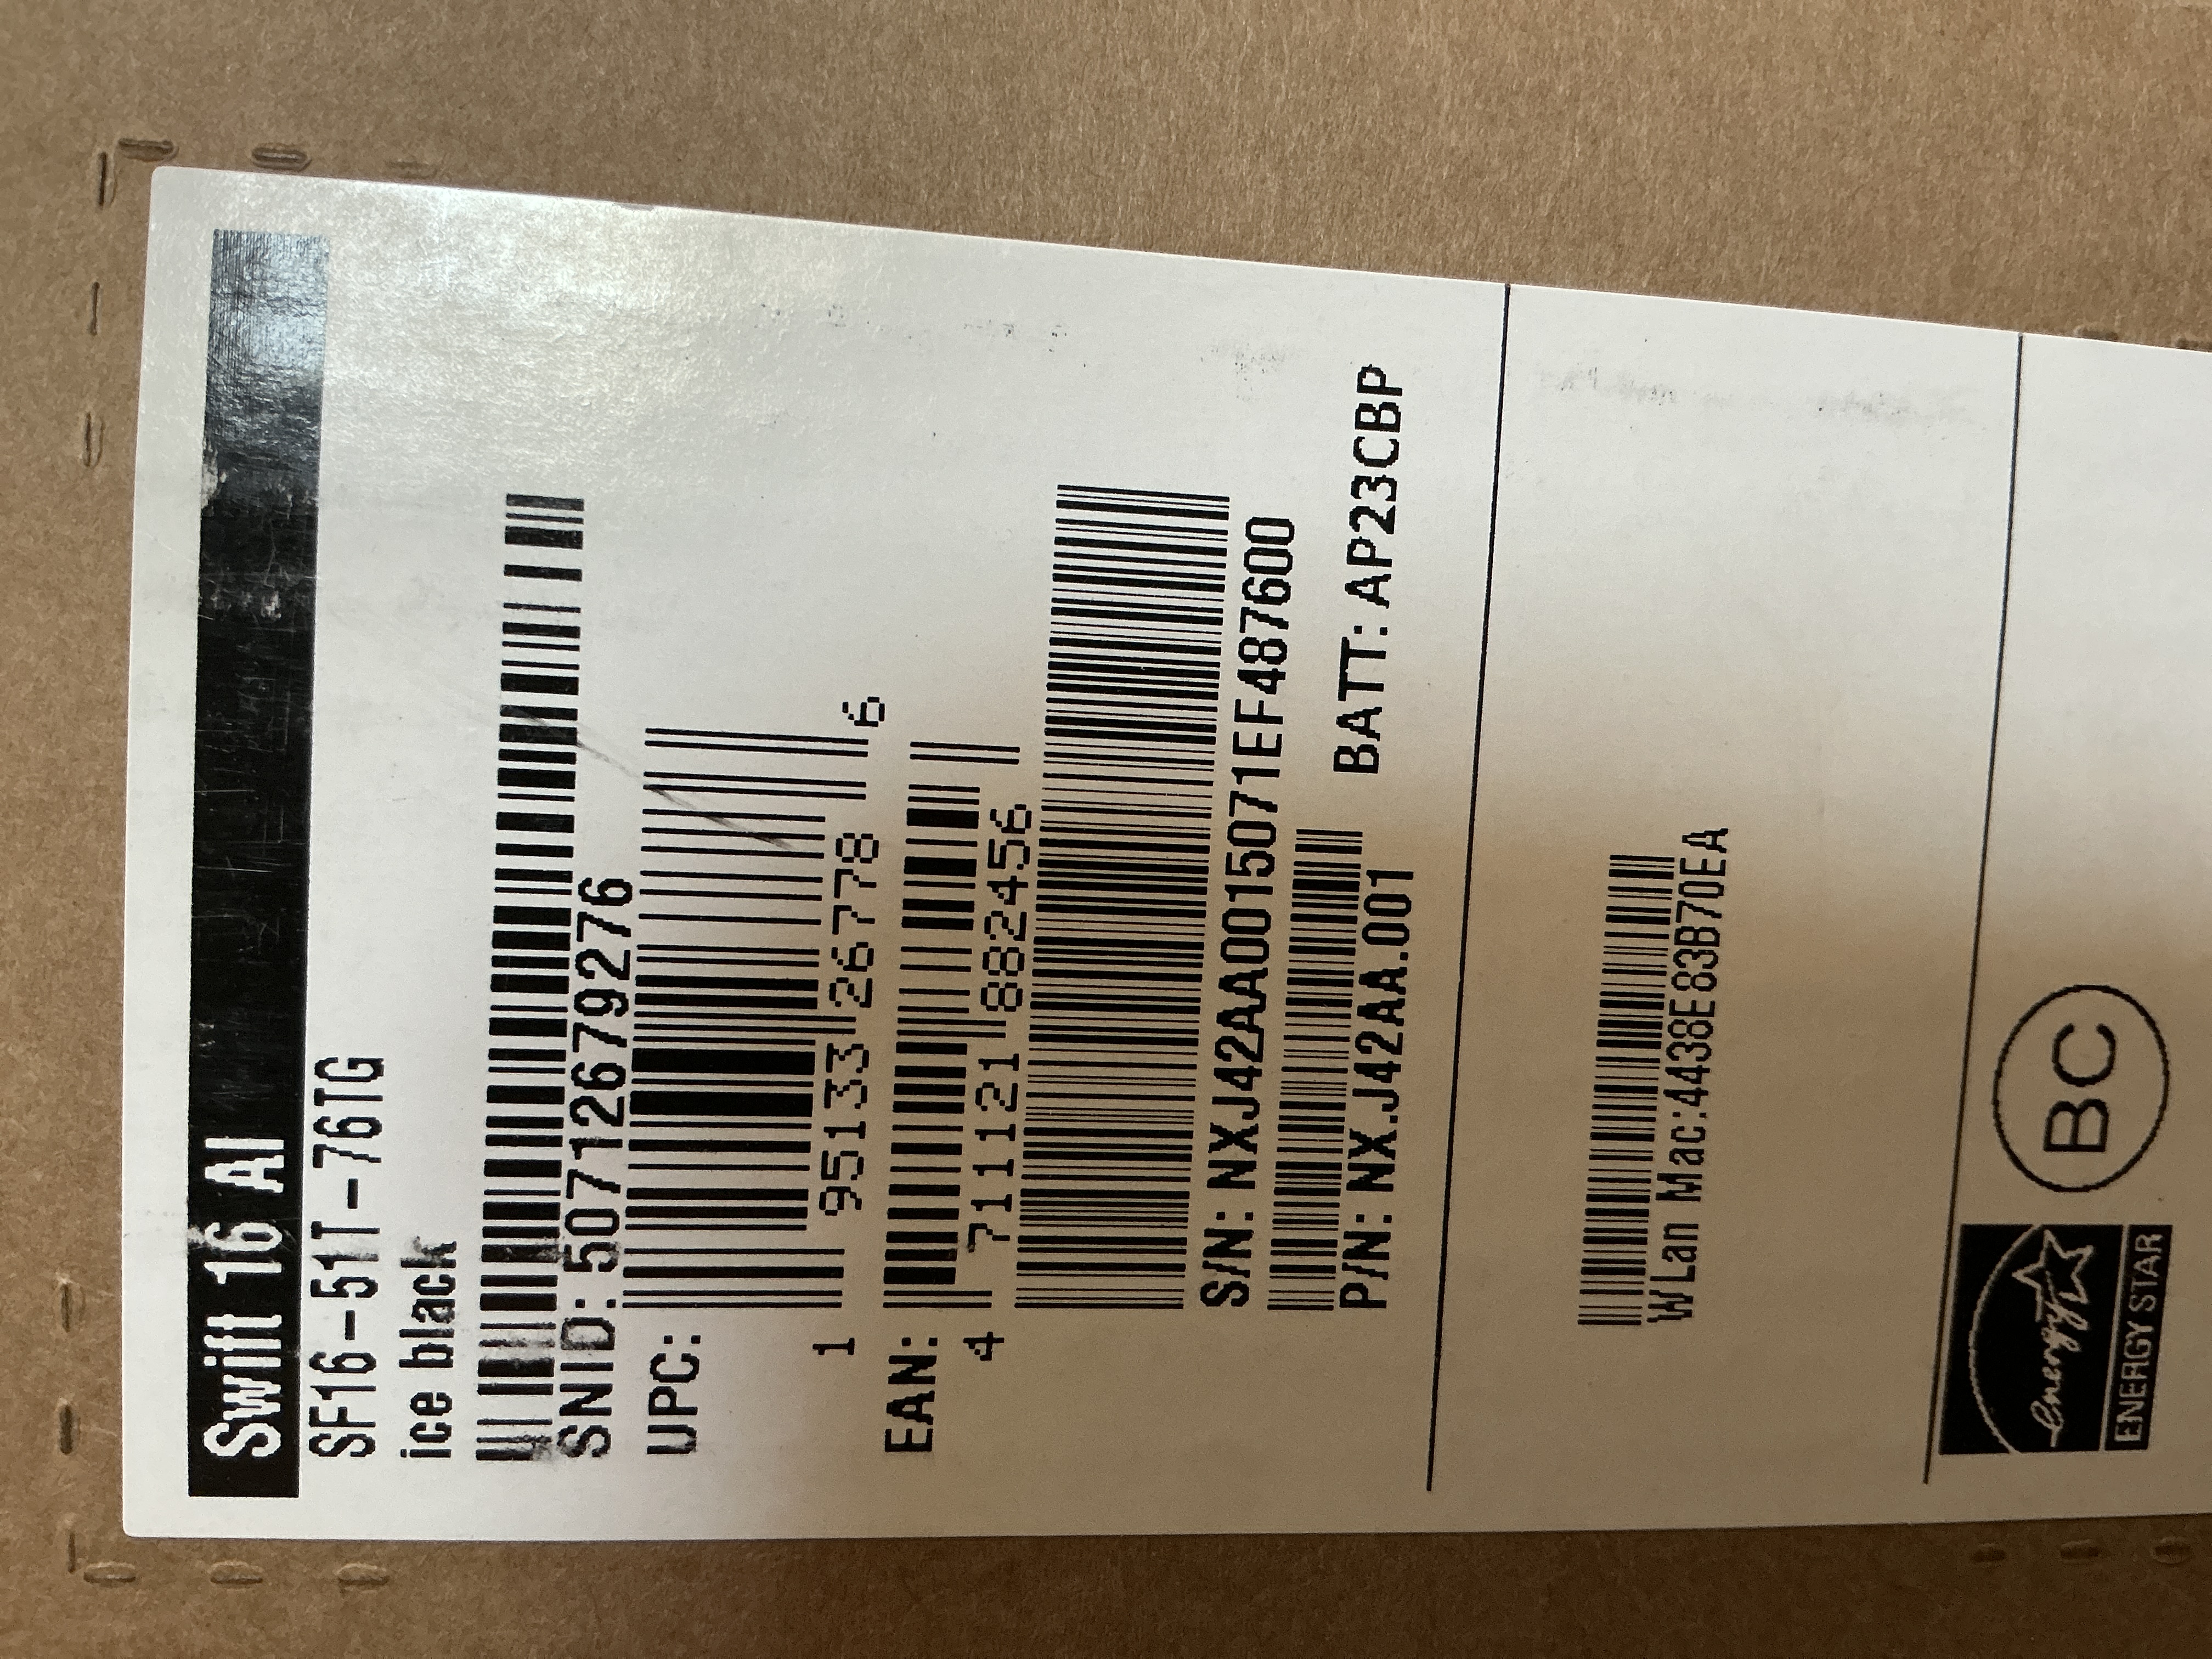 Swift 16 AI
SF16-51T-76TG
ice black
SNID: 50712679276
UPC:
1 95133 26778 6
EAN:
4 711121 882456
S/N: NXJ42AA0015071EF487600
P/N: NX.J42AA.001 BATT: AP23CBP
WLan Mac:4438E83B70EA
energy
ENERGY STAR
BC